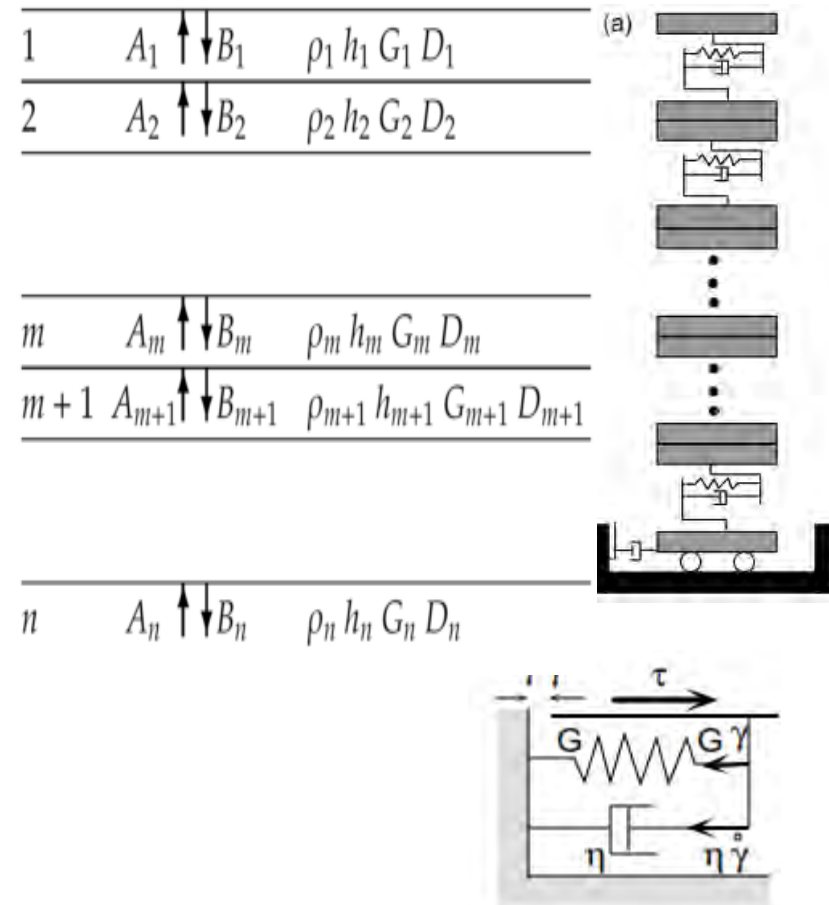 1 A₁ B₁ ρ₁ h₁ G₁ D₁
2 A₂ B₂ ρ₂ h₂ G₂ D₂
m Aₘ Bₘ ρₘ hₘ Gₘ Dₘ
m + 1 Aₘ₊₁ Bₘ₊₁ ρₘ₊₁ hₘ₊₁ Gₘ₊₁ Dₘ₊₁
n Aₙ Bₙ ρₙ hₙ Gₙ Dₙ
(a)
τ
G G γ
η η γ̊